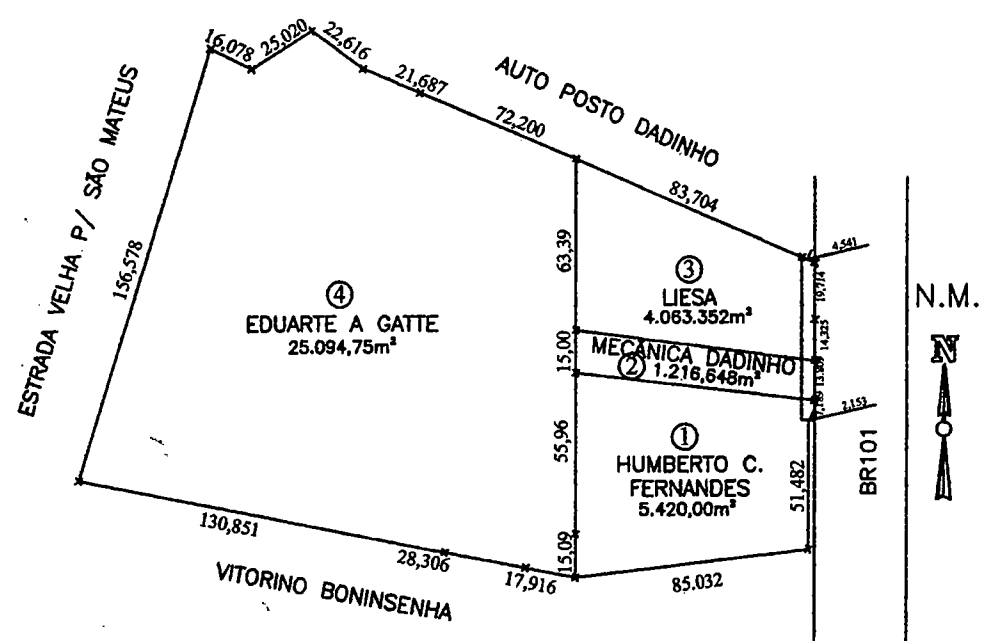 16,078
25,020
22,616
21,687
72,200
AUTO POSTO DADINHO
83,704
4,541
19,714
14,325
ESTRADA VELHA P/ SÃO MATEUS
156,578
63,39
③
LIESA
4.063.352m²
N.M.
N
④
EDUARTE A GATTE
25.094,75m²
15,00
MECÂNICA DADINHO
② 1.216,648m²
2,153
55,96
①
HUMBERTO C.
FERNANDES
5.420,00m²
51,482
BR101
130,851
28,306
17,916
15,09
85.032
VITORINO BONINSENHA